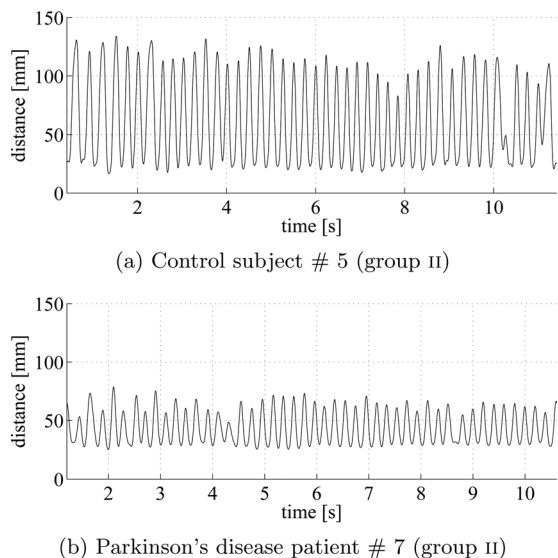 150
100
50
0
distance [mm]
2 4 6 8 10
time [s]
(a) Control subject # 5 (group II)
150
100
50
0
distance [mm]
2 3 4 5 6 7 8 9 10
time [s]
(b) Parkinson's disease patient # 7 (group II)